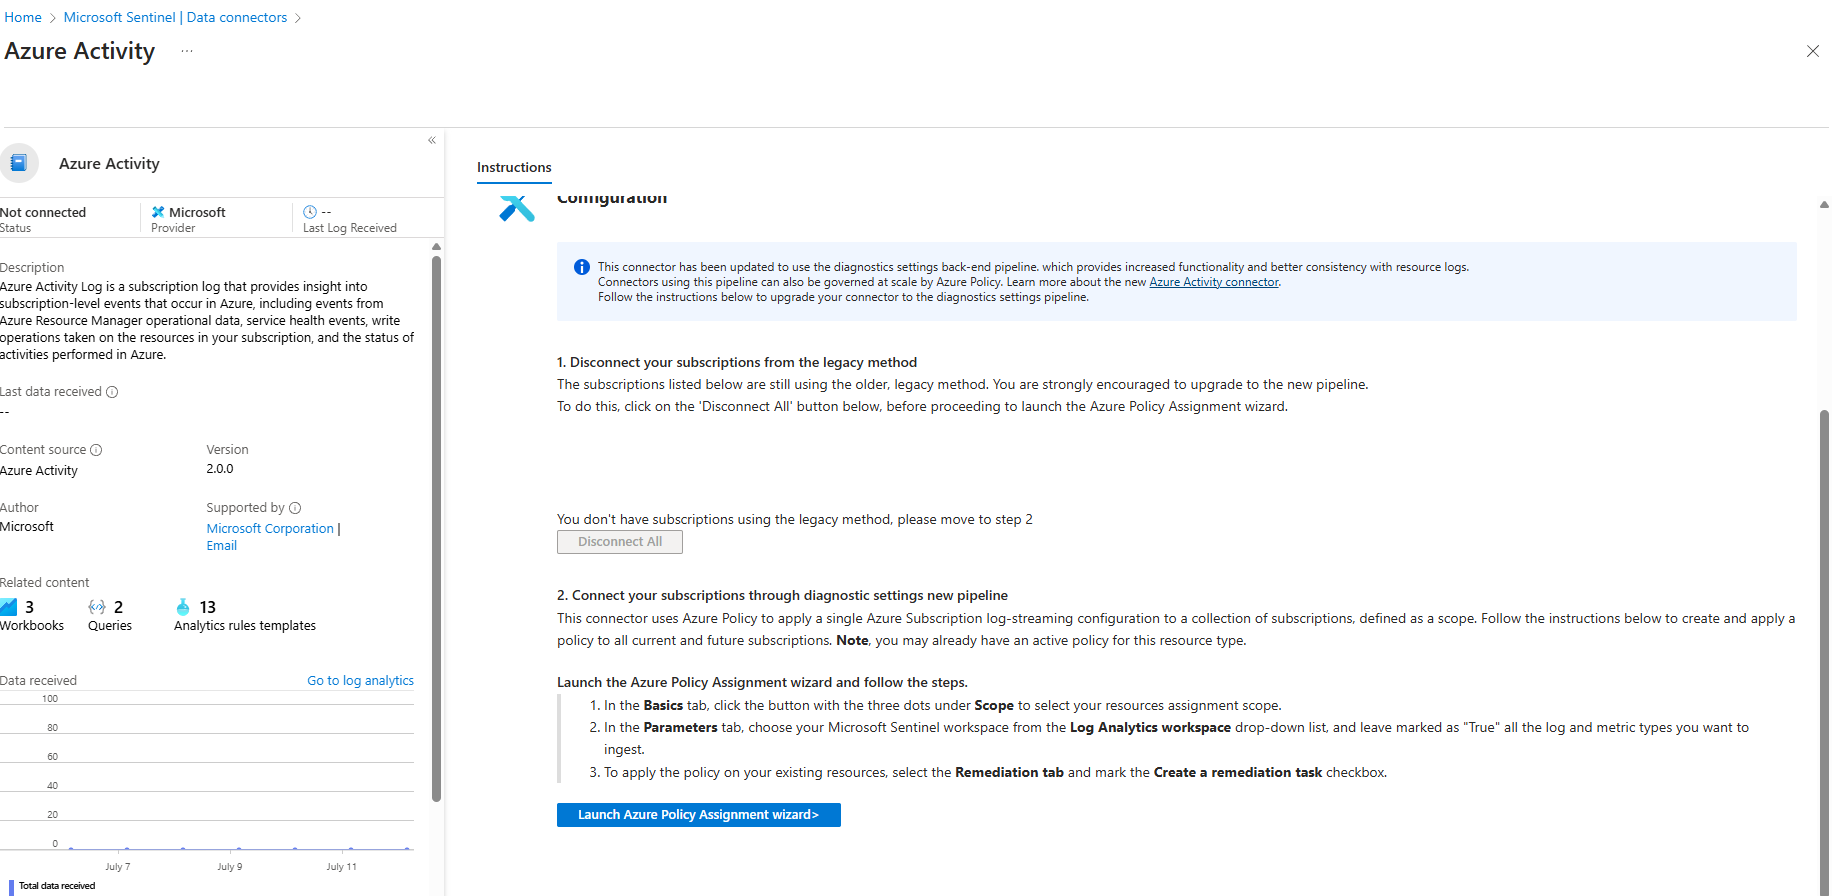 Home > Microsoft Sentinel | Data connectors >
Azure Activity ...
Azure Activity
Not connected
Status
Microsoft
Provider
--
Last Log Received
Description
Azure Activity Log is a subscription log that provides insight into
subscription-level events that occur in Azure, including events from
Azure Resource Manager operational data, service health events, write
operations taken on the resources in your subscription, and the status of
activities performed in Azure.
Last data received
--
Content source
Azure Activity
Version
2.0.0
Author
Microsoft
Supported by
Microsoft Corporation |
Email
Related content
3
Workbooks
2
Queries
13
Analytics rules templates
Data received
Go to log analytics
100
80
60
40
20
0
July 7
July 9
July 11
Total data received
Instructions
Configuration
This connector has been updated to use the diagnostics settings back-end pipeline. which provides increased functionality and better consistency with resource logs.
Connectors using this pipeline can also be governed at scale by Azure Policy. Learn more about the new Azure Activity connector.
Follow the instructions below to upgrade your connector to the diagnostics settings pipeline.
1. Disconnect your subscriptions from the legacy method
The subscriptions listed below are still using the older, legacy method. You are strongly encouraged to upgrade to the new pipeline.
To do this, click on the 'Disconnect All' button below, before proceeding to launch the Azure Policy Assignment wizard.
You don't have subscriptions using the legacy method, please move to step 2
Disconnect All
2. Connect your subscriptions through diagnostic settings new pipeline
This connector uses Azure Policy to apply a single Azure Subscription log-streaming configuration to a collection of subscriptions, defined as a scope. Follow the instructions below to create and apply a
policy to all current and future subscriptions. Note, you may already have an active policy for this resource type.
Launch the Azure Policy Assignment wizard and follow the steps.
1. In the Basics tab, click the button with the three dots under Scope to select your resources assignment scope.
2. In the Parameters tab, choose your Microsoft Sentinel workspace from the Log Analytics workspace drop-down list, and leave marked as "True" all the log and metric types you want to
ingest.
3. To apply the policy on your existing resources, select the Remediation tab and mark the Create a remediation task checkbox.
Launch Azure Policy Assignment wizard>